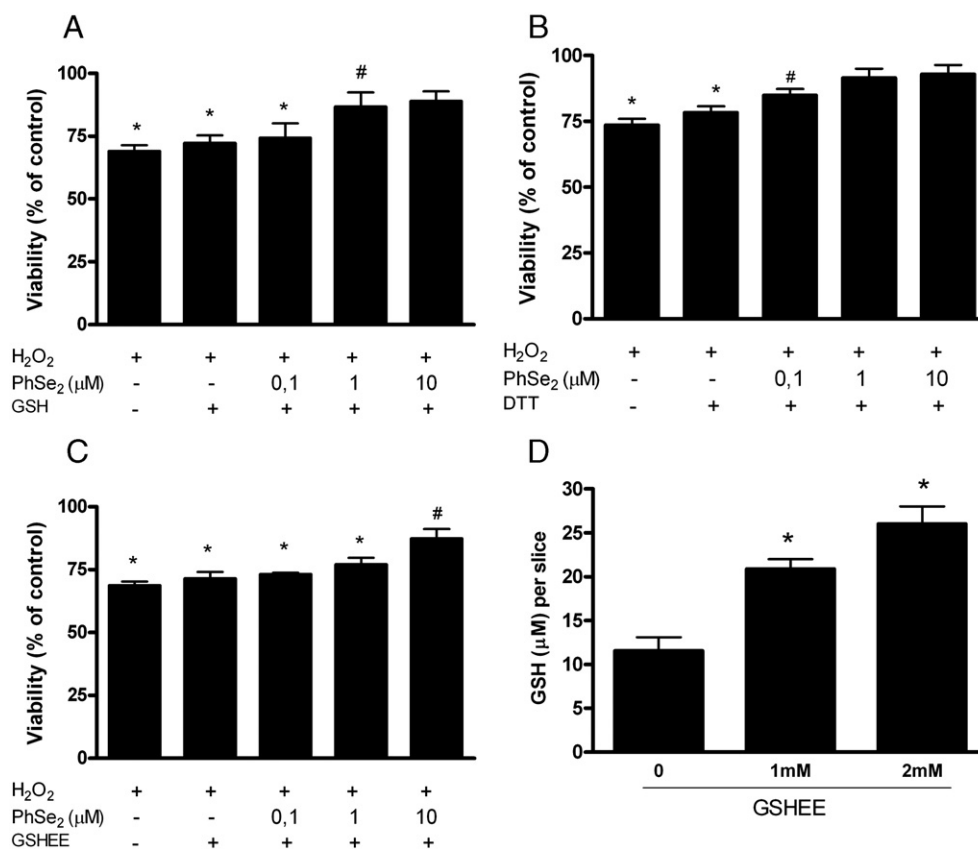 A
Viability (% of control)
100
75
50
25
0
* * * #
H₂O₂ + + + + +
PhSe₂ (μM) - - 0,1 1 10
GSH - + + + +
B
Viability (% of control)
100
75
50
25
0
* * #
H₂O₂ + + + + +
PhSe₂ (μM) - - 0,1 1 10
DTT - + + + +
C
Viability (% of control)
100
75
50
25
0
* * * * #
H₂O₂ + + + + +
PhSe₂ (μM) - - 0,1 1 10
GSHEE - + + + +
D
GSH (μM) per slice
30
25
20
15
10
5
0
* *
0 1mM 2mM
GSHEE